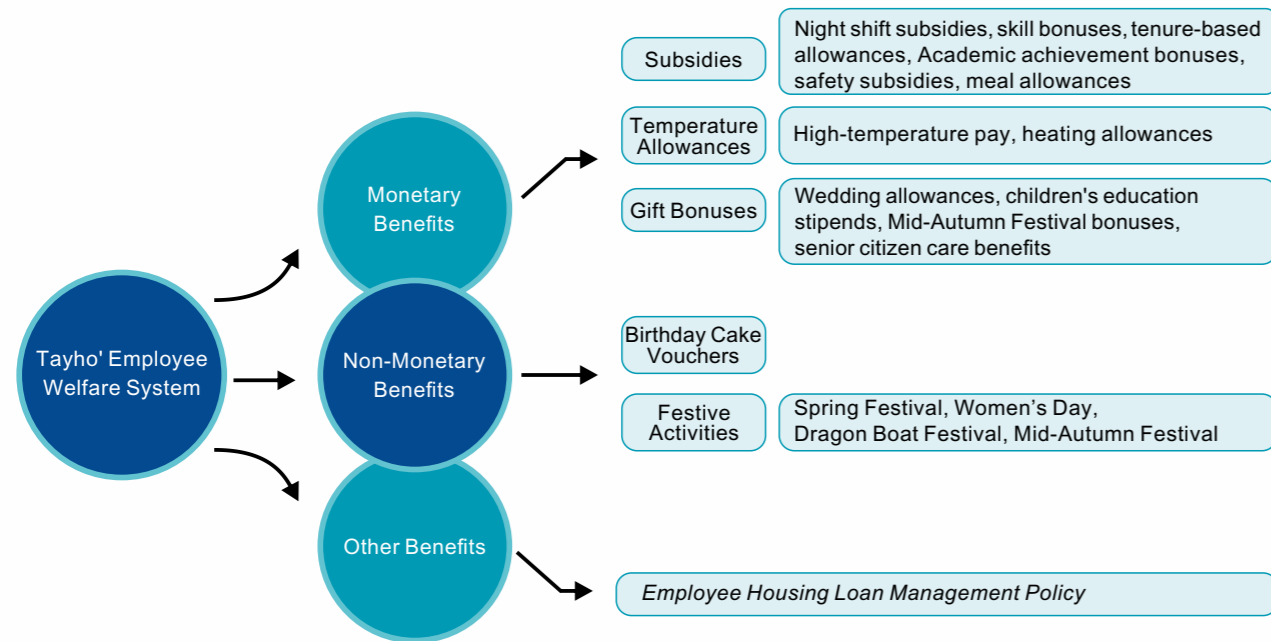 Tayho' Employee
Welfare System
Monetary
Benefits
Subsidies
Night shift subsidies, skill bonuses, tenure-based
allowances, Academic achievement bonuses,
safety subsidies, meal allowances
Temperature
Allowances
High-temperature pay, heating allowances
Gift Bonuses
Wedding allowances, children's education
stipends, Mid-Autumn Festival bonuses,
senior citizen care benefits
Non-Monetary
Benefits
Birthday Cake
Vouchers
Festive
Activities
Spring Festival, Women’s Day,
Dragon Boat Festival, Mid-Autumn Festival
Other Benefits
Employee Housing Loan Management Policy